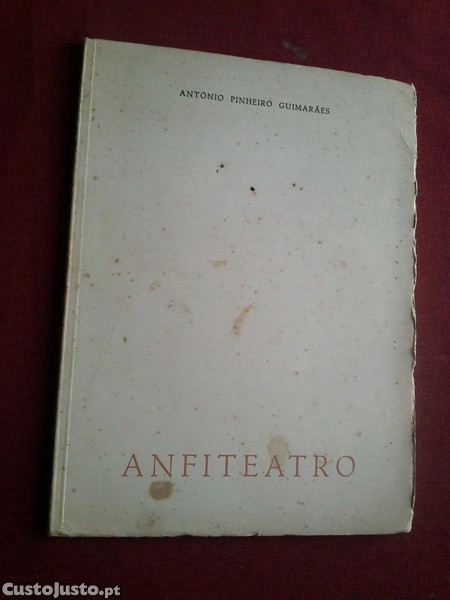 ANTÓNIO PINHEIRO GUIMARÃES
ANFITEATRO
CustoJusto.pt